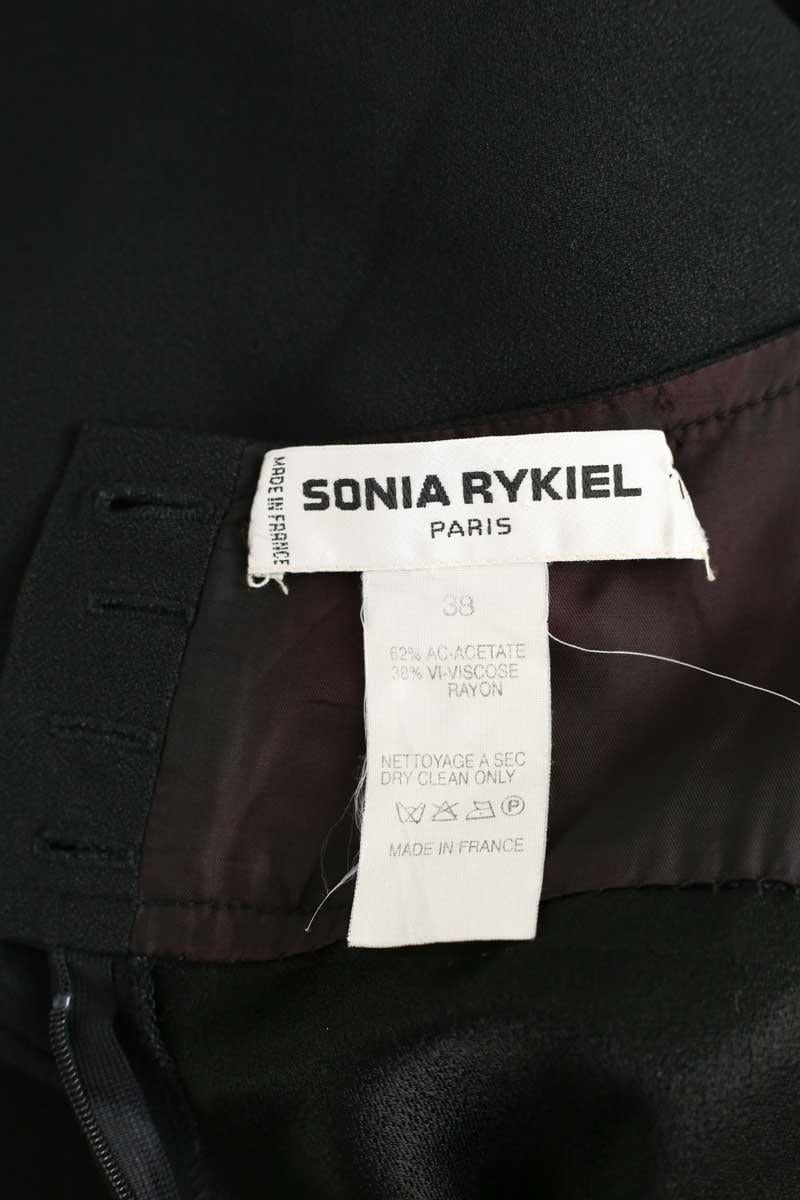 MADE IN FRANCE
SONIA RYKIEL
PARIS
38
62% AC-ACETATE
38% VI-VISCOSE
RAYON
NETTOYAGE A SEC
DRY CLEAN ONLY
P
MADE IN FRANCE